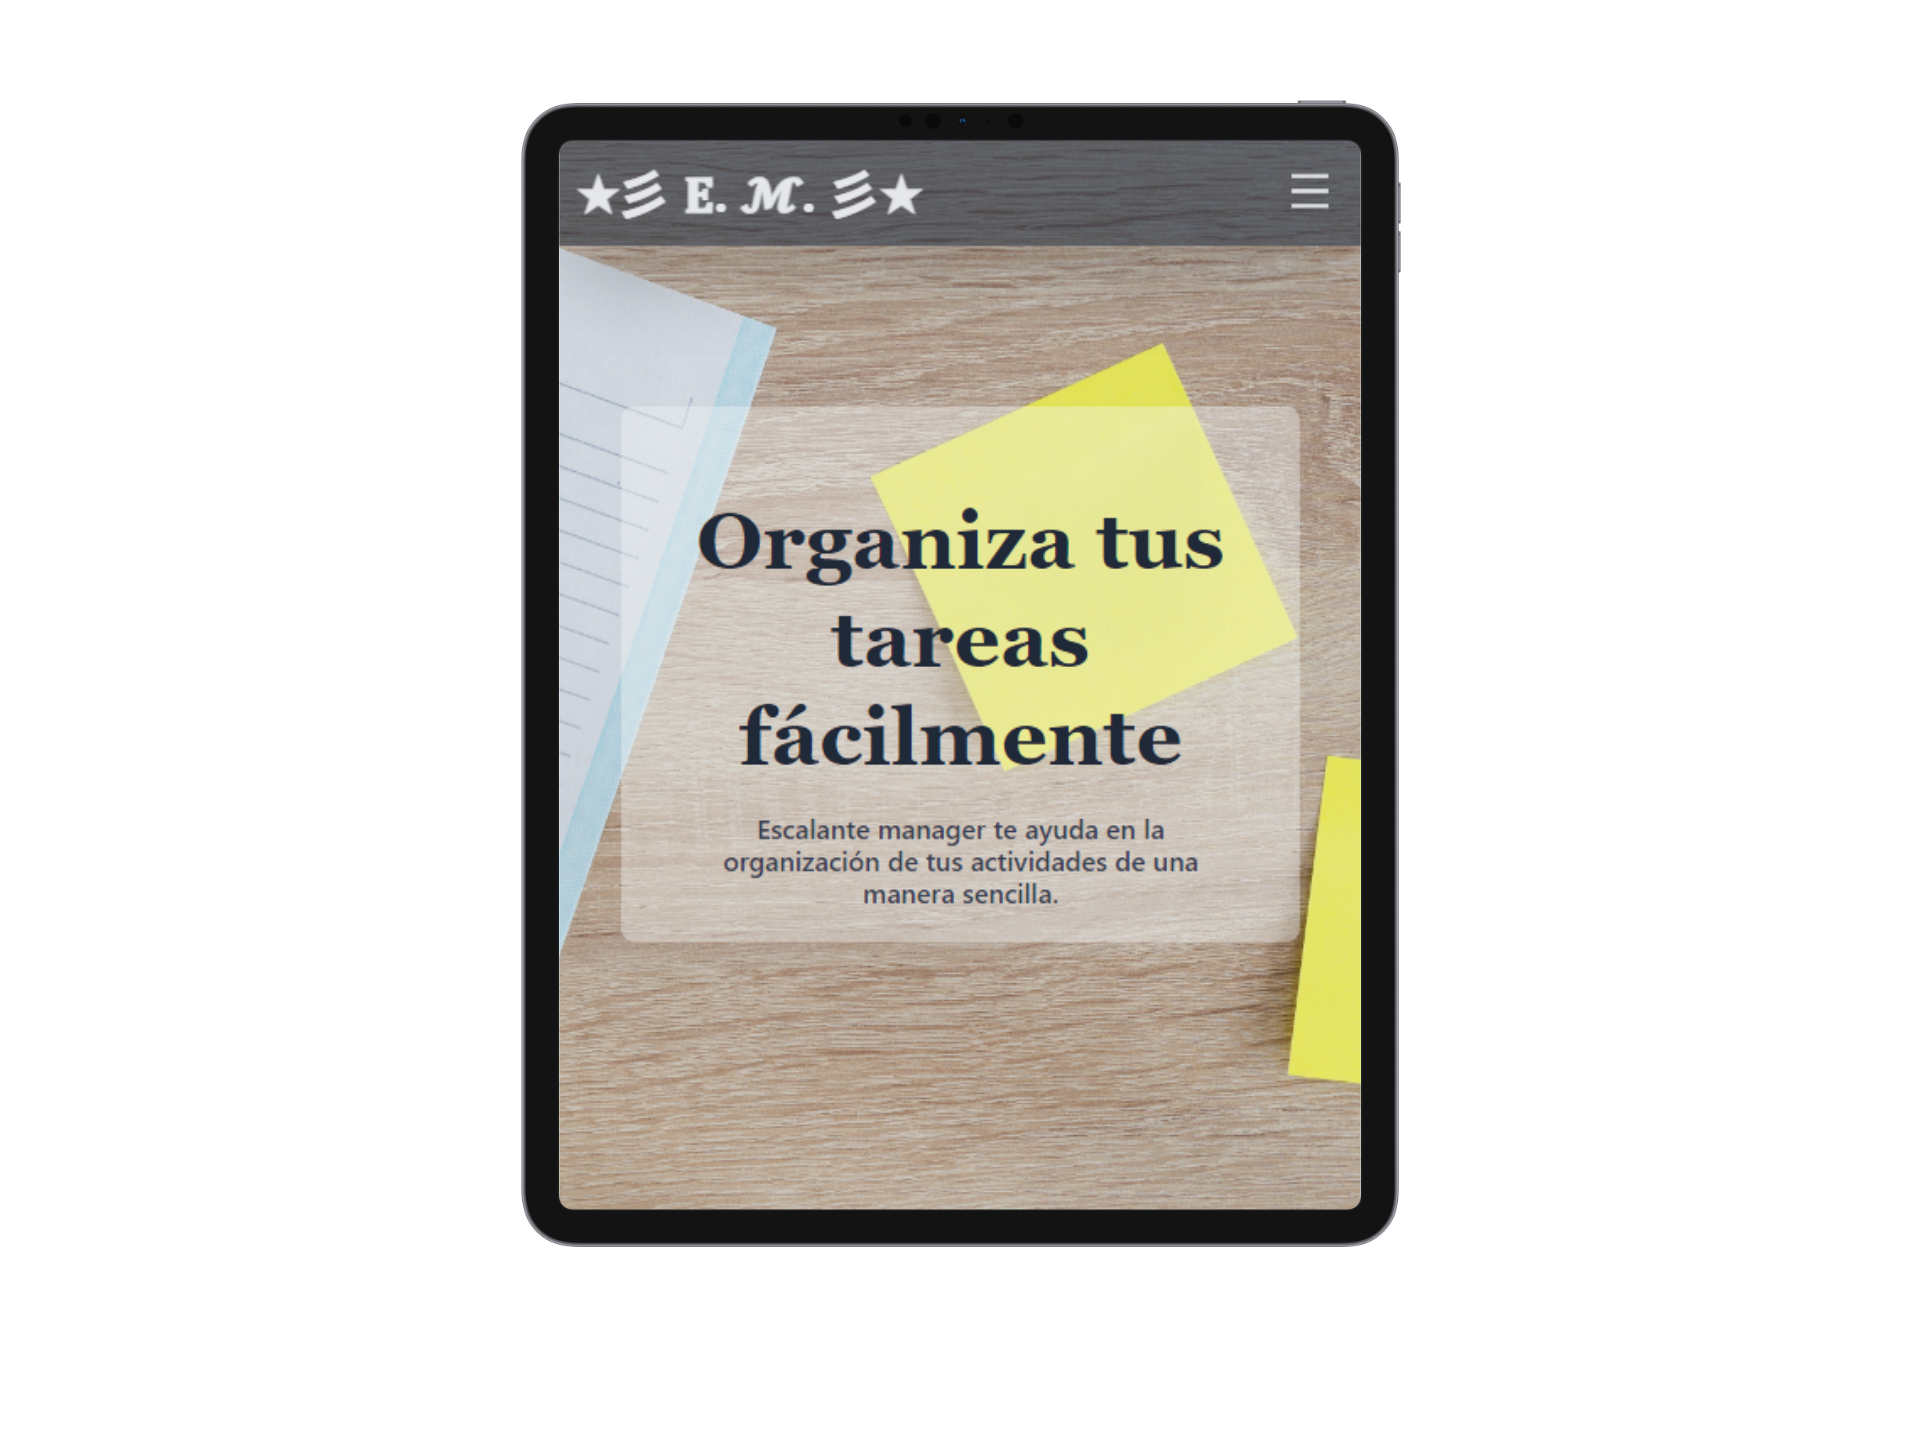 ★彡 E. ℳ. 彡★
Organiza tus
tareas
fácilmente
Escalante manager te ayuda en la
organización de tus actividades de una
manera sencilla.